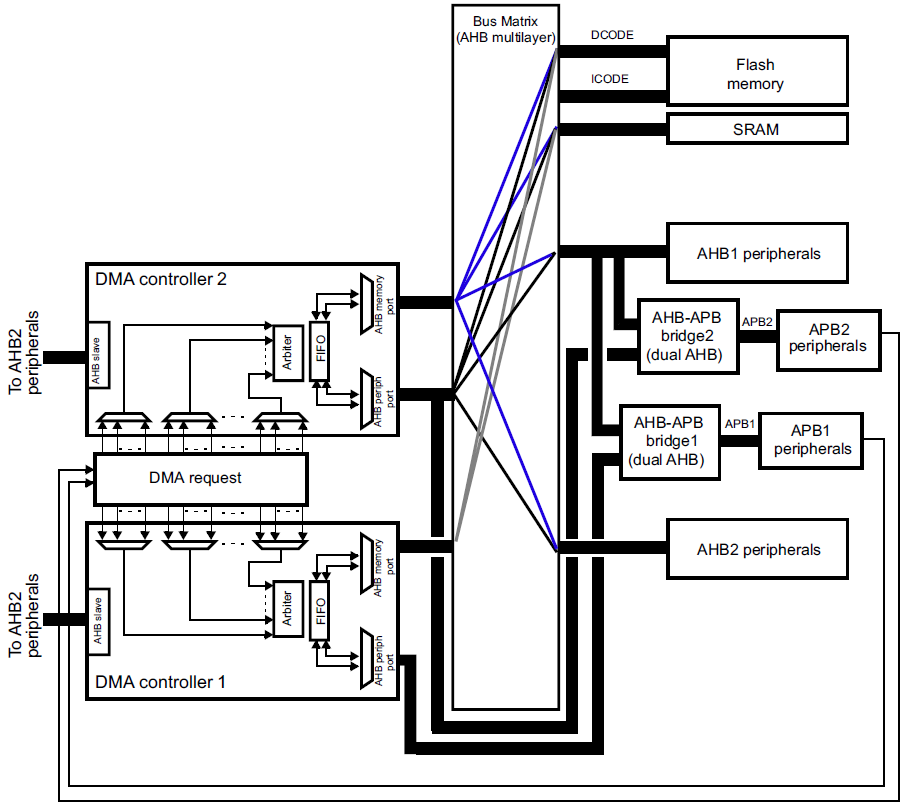 Bus Matrix
(AHB multilayer)
DCODE
ICODE
Flash
memory
SRAM
AHB1 peripherals
DMA controller 2
To AHB2
peripherals
AHB slave
Arbiter
FIFO
AHB memory
port
AHB periph
port
AHB-APB
bridge2
(dual AHB)
APB2
APB2
peripherals
AHB-APB
bridge1
(dual AHB)
APB1
APB1
peripherals
DMA request
AHB2 peripherals
To AHB2
peripherals
AHB slave
Arbiter
FIFO
AHB memory
port
AHB periph
port
DMA controller 1